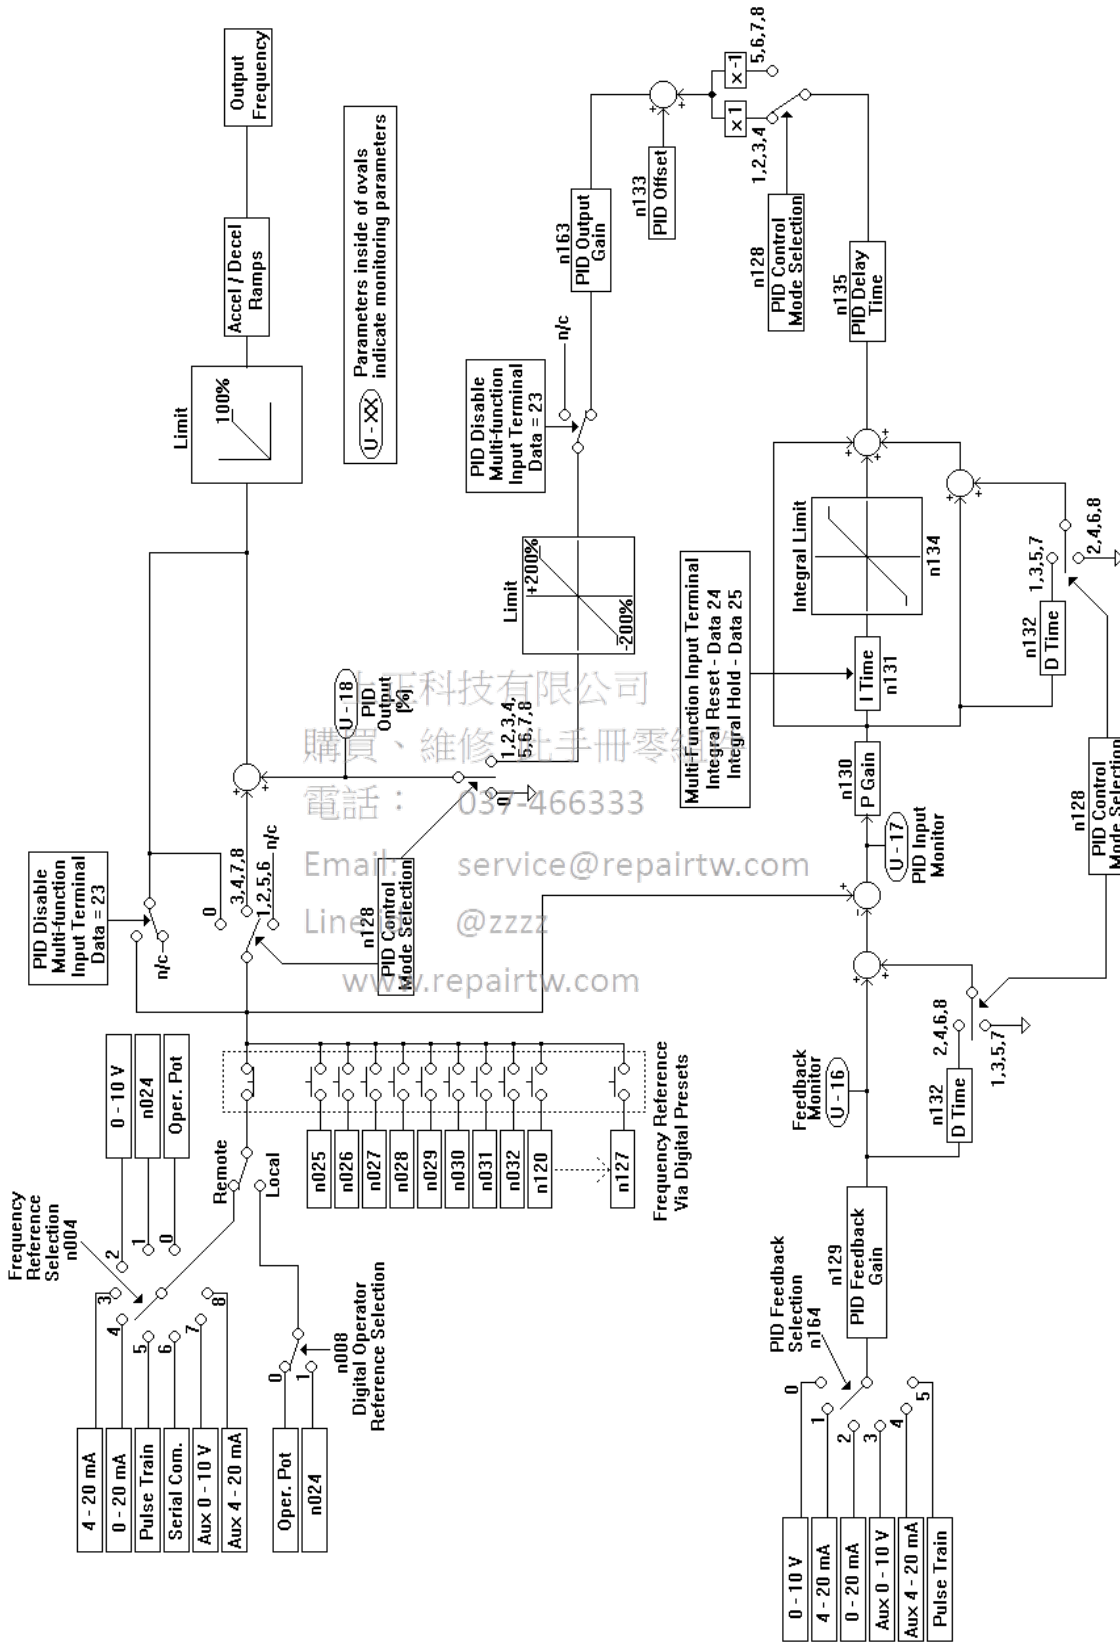 Frequency
Reference
Selection
n004
4 - 20 mA
0 - 20 mA
Pulse Train
Serial Com.
Aux 0 - 10 V
Aux 4 - 20 mA
0 - 10 V
n024
Oper. Pot
3
4
5
6
7
8
2
1
0
Remote
Local
Oper. Pot
n024
0
1
n008
Digital Operator
Reference Selection
n025
n026
n027
n028
n029
n030
n031
n032
n120
n127
Frequency Reference
Via Digital Presets
PID Disable
Multi-function
Input Terminal
Data = 23
n/c
0
3,4,7,8
1,2,5,6
n/c
n128
PID Control
Mode Selection
+
+
U - 18
PID
Output
(%)
1,2,3,4,
5,6,7,8
0
Limit
100%
Accel / Decel
Ramps
Output
Frequency
U - XX
Parameters inside of ovals
indicate monitoring parameters
Limit
+200%
-200%
PID Disable
Multi-function
Input Terminal
Data = 23
n/c
n163
PID Output
Gain
n133
PID Offset
+
+
x 1
x -1
1,2,3,4
5,6,7,8
n128
PID Control
Mode Selection
n135
PID Delay
Time
PID Feedback
Selection
n164
0 - 10 V
4 - 20 mA
0 - 20 mA
Aux 0 - 10 V
Aux 4 - 20 mA
Pulse Train
0
1
2
3
4
5
n129
PID Feedback
Gain
Feedback
Monitor
U - 16
n132
D Time
2,4,6,8
1,3,5,7
+
+
-
+
U - 17
PID Input
Monitor
n130
P Gain
Multi-Function Input Terminal
Integral Reset - Data 24
Integral Hold - Data 25
I Time
n131
Integral Limit
n134
+
+
+
+
+
n132
D Time
1,3,5,7
2,4,6,8
n128
PID Control
Mode Selection
上正科技有限公司
購買、維修 此手冊零組件
電話： 037-466333
Email: service@repairtw.com
Line id: @zzzz
www.repairtw.com